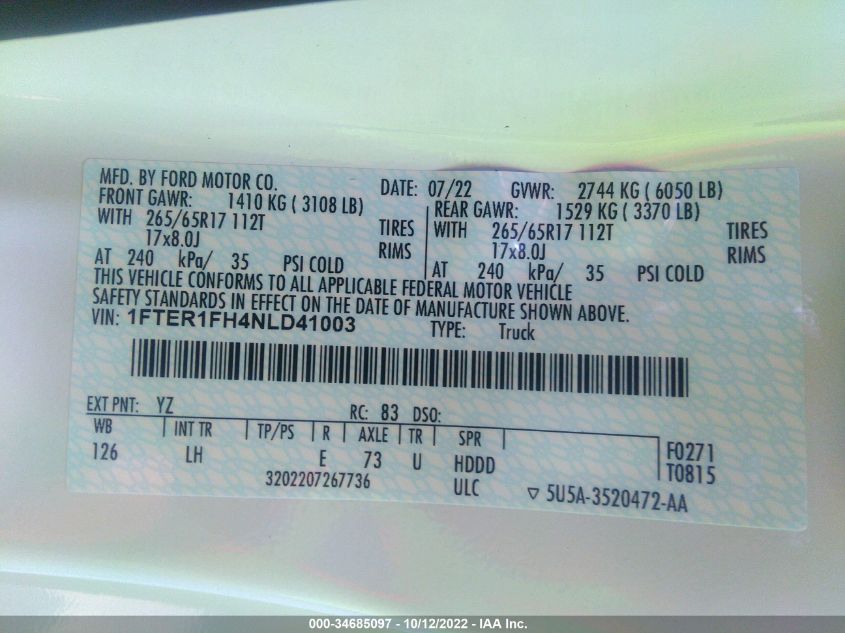 MFD. BY FORD MOTOR CO. DATE: 07/22 GVWR: 2744 KG ( 6050 LB)
FRONT GAWR: 1410 KG ( 3108 LB) REAR GAWR: 1529 KG ( 3370 LB)
WITH 265/65R17 112T TIRES WITH 265/65R17 112T TIRES
17x8.0J RIMS 17x8.0J RIMS
AT 240 kPa/ 35 PSI COLD AT 240 kPa/ 35 PSI COLD
THIS VEHICLE CONFORMS TO ALL APPLICABLE FEDERAL MOTOR VEHICLE
SAFETY STANDARDS IN EFFECT ON THE DATE OF MANUFACTURE SHOWN ABOVE.
VIN: 1FTER1FH4NLD41003 TYPE: Truck
EXT PNT: YZ RC: 83 DSO:
WB INT TR TP/PS R AXLE TR SPR F0271
126 LH E 73 U HDDD T0815
3202207267736 ULC ▽ 5U5A-3520472-AA
000-34685097 - 10/12/2022 - IAA Inc.